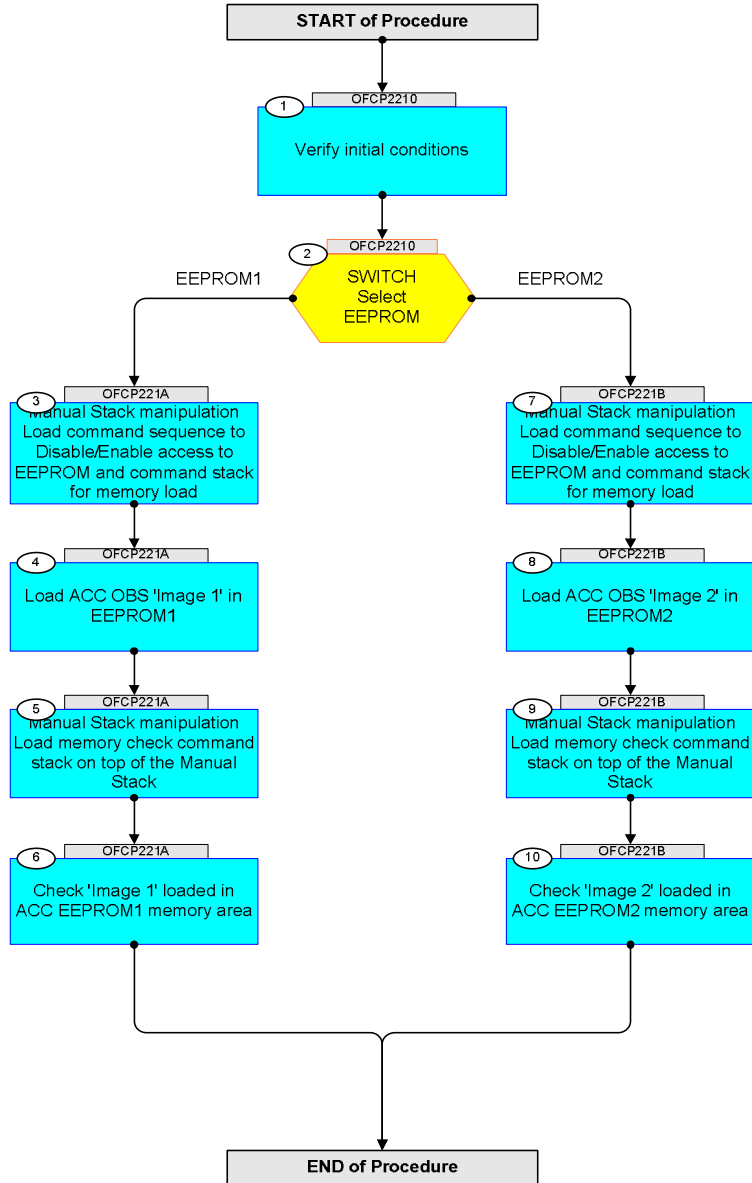 START of Procedure
OFCP2210
1
Verify initial conditions
OFCP2210
2
SWITCH
Select
EEPROM
EEPROM1
EEPROM2
OFCP221A
3
Manual Stack manipulation
Load command sequence to
Disable/Enable access to
EEPROM and command stack
for memory load
OFCP221A
4
Load ACC OBS 'Image 1' in
EEPROM1
OFCP221A
5
Manual Stack manipulation
Load memory check command
stack on top of the Manual
Stack
OFCP221A
6
Check 'Image 1' loaded in
ACC EEPROM1 memory area
OFCP221B
7
Manual Stack manipulation
Load command sequence to
Disable/Enable access to
EEPROM and command stack
for memory load
OFCP221B
8
Load ACC OBS 'Image 2' in
EEPROM2
OFCP221B
9
Manual Stack manipulation
Load memory check command
stack on top of the Manual
Stack
OFCP221B
10
Check 'Image 2' loaded in
ACC EEPROM2 memory area
END of Procedure